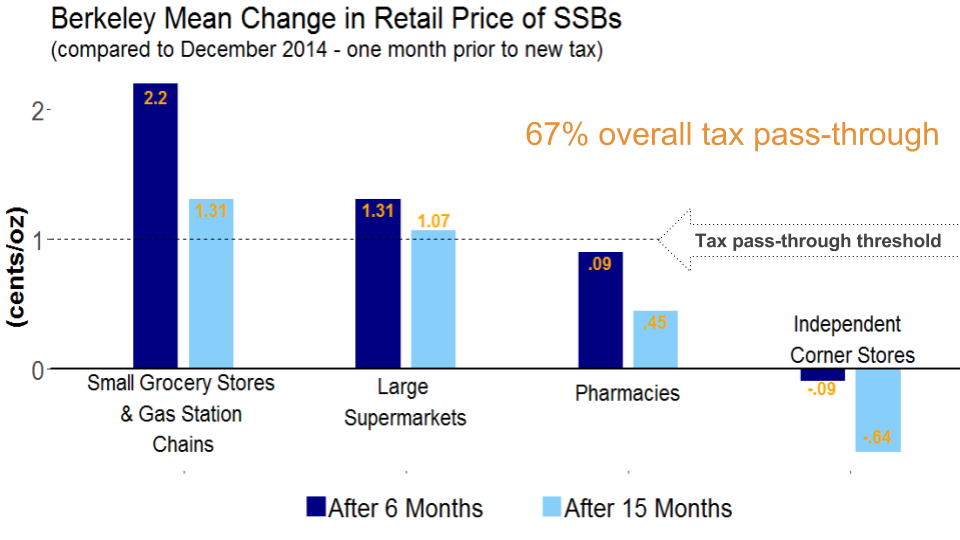 Berkeley Mean Change in Retail Price of SSBs
(compared to December 2014 - one month prior to new tax)
67% overall tax pass-through
(cents/oz)
2
1
0
2.2
1.31
1.31
1.07
.09
.45
-.09
-.64
Tax pass-through threshold
Small Grocery Stores
& Gas Station
Chains
Large
Supermarkets
Pharmacies
Independent
Corner Stores
After 6 Months
After 15 Months